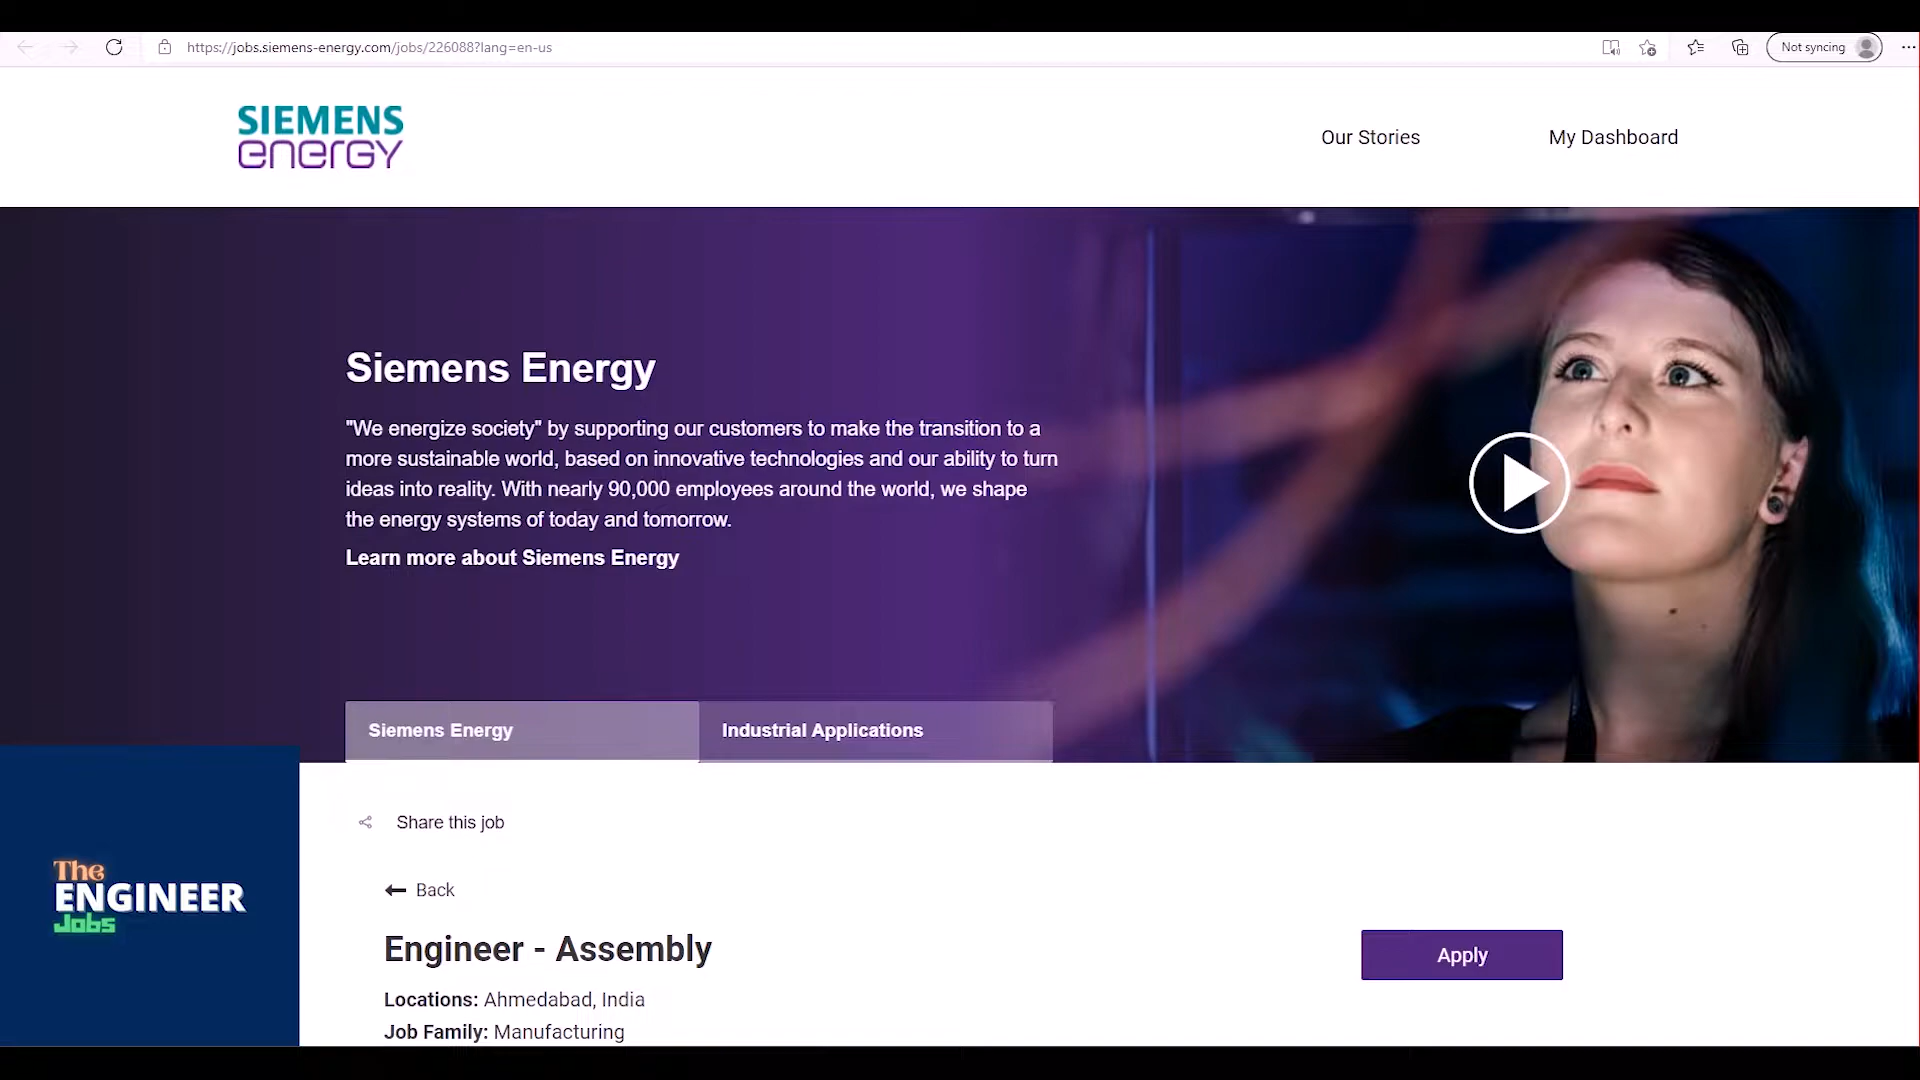 https://jobs.siemens-energy.com/jobs/226088?lang=en-us
Not syncing
SIEMENS
energy
Our Stories
My Dashboard
Siemens Energy
"We energize society" by supporting our customers to make the transition to a
more sustainable world, based on innovative technologies and our ability to turn
ideas into reality. With nearly 90,000 employees around the world, we shape
the energy systems of today and tomorrow.
Learn more about Siemens Energy
Siemens Energy
Industrial Applications
Share this job
Back
The
ENGINEER
Jobs
Engineer - Assembly
Apply
Locations: Ahmedabad, India
Job Family: Manufacturing